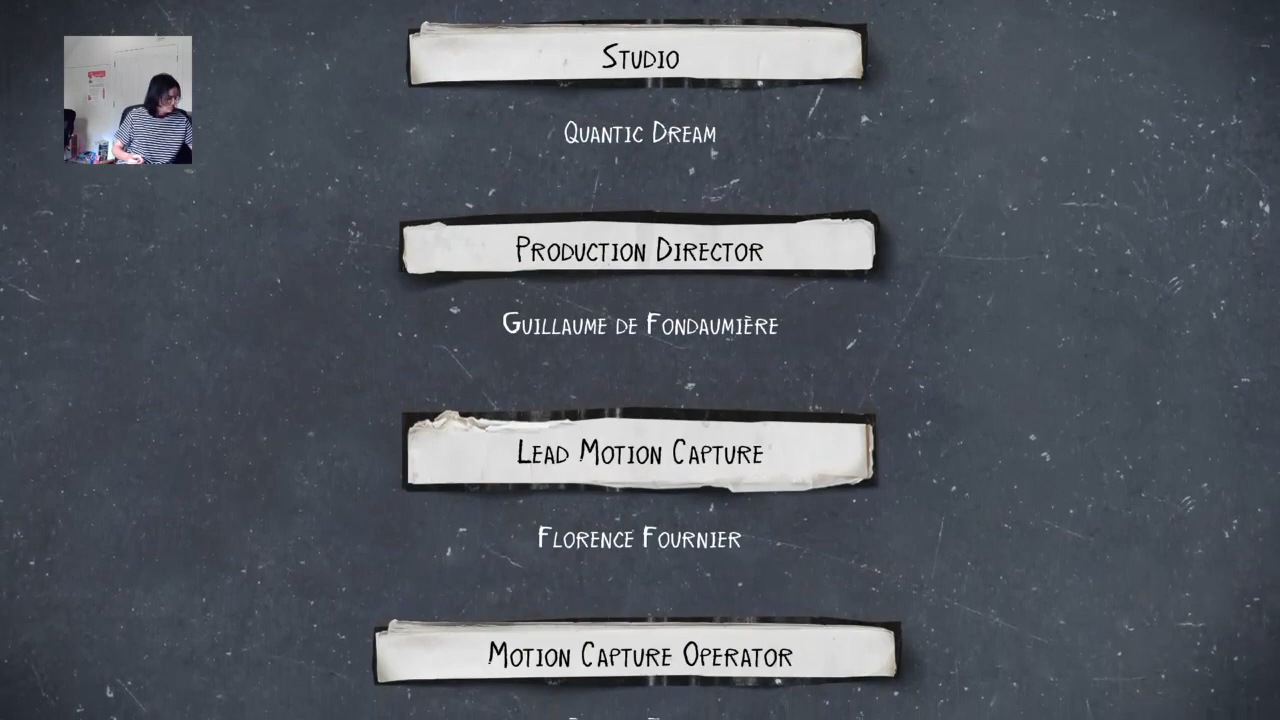 Studio
Quantic Dream
Production Director
Guillaume de Fondaumière
Lead Motion Capture
Florence Fournier
Motion Capture Operator